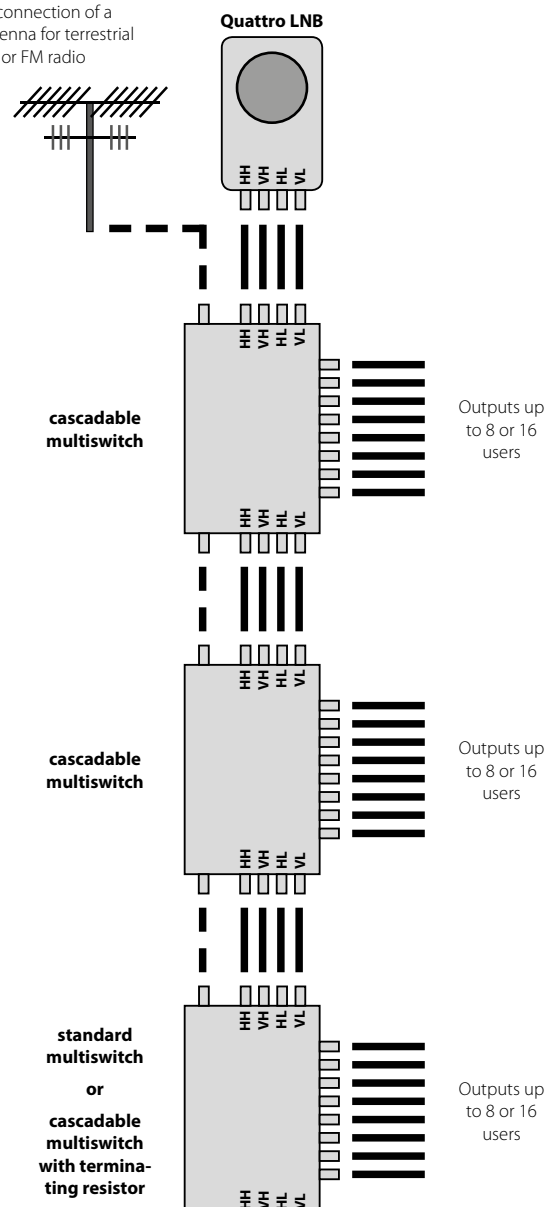 connection of a
enna for terrestrial
or FM radio
Quattro LNB
HH VH HL VL
HH VH HL VL
cascadable
multiswitch
Outputs up
to 8 or 16
users
HH VH HL VL
HH VH HL VL
cascadable
multiswitch
Outputs up
to 8 or 16
users
HH VH HL VL
HH VH HL VL
standard
multiswitch
or
cascadable
multiswitch
with termina-
ting resistor
Outputs up
to 8 or 16
users
HH VH HL VL